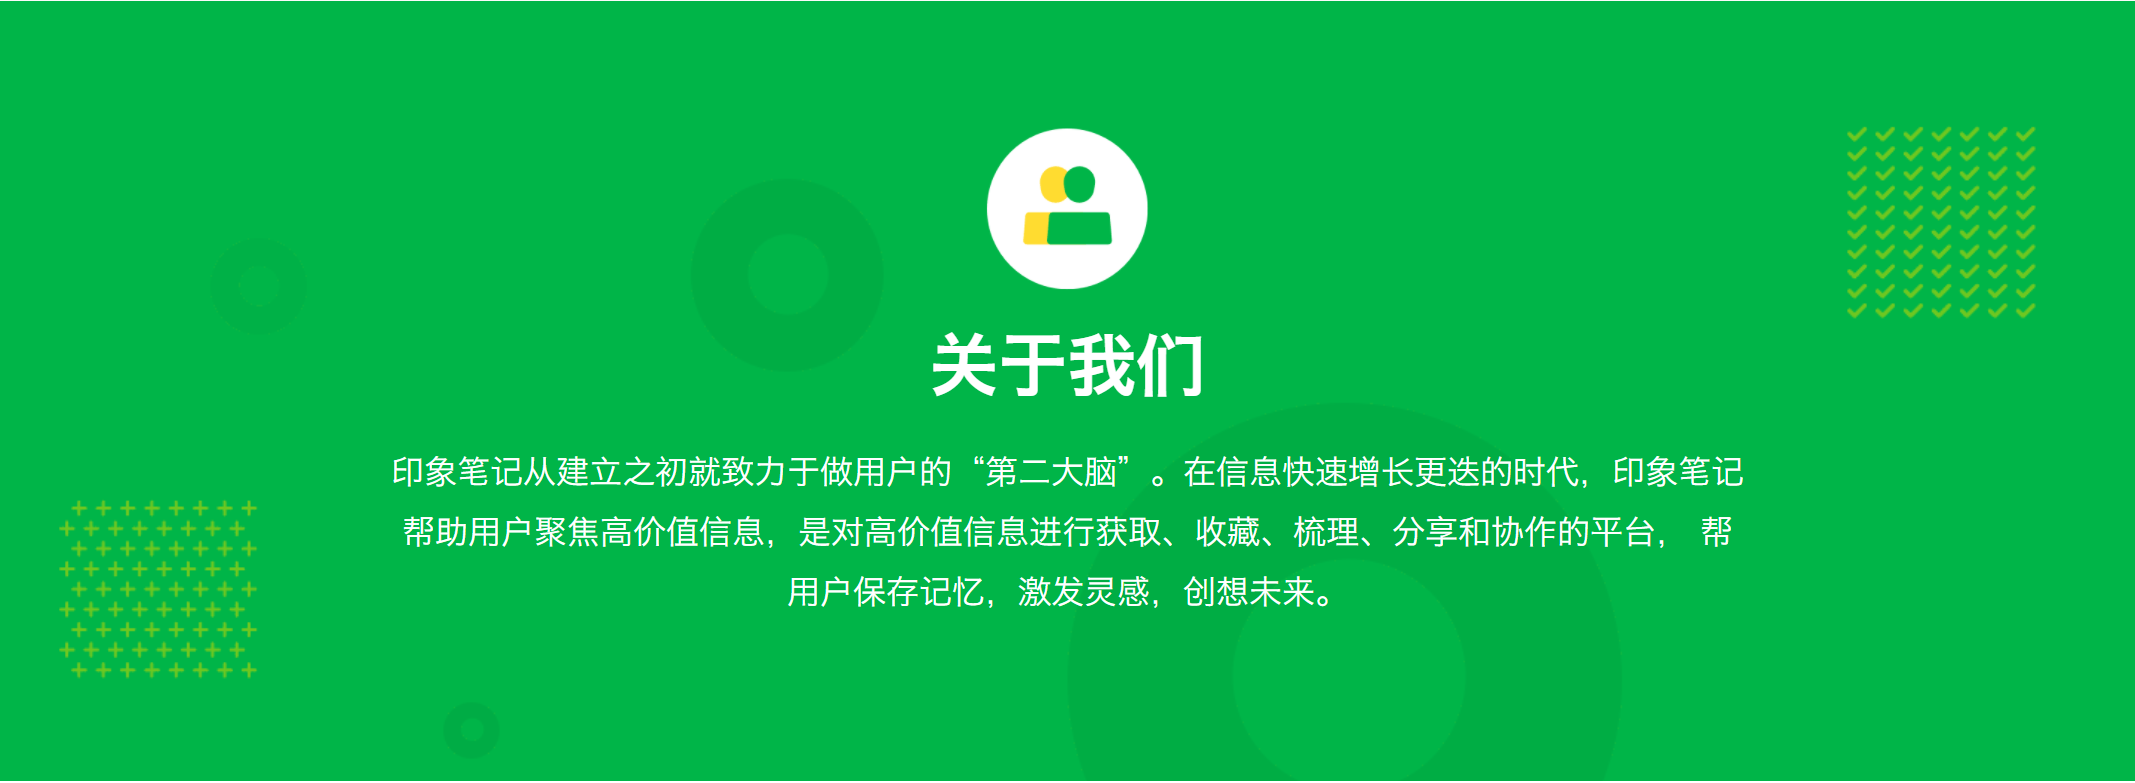 关于我们
印象笔记从建立之初就致力于做用户的“第二大脑”。在信息快速增长更迭的时代，印象笔记
帮助用户聚焦高价值信息，是对高价值信息进行获取、收藏、梳理、分享和协作的平台， 帮
用户保存记忆，激发灵感，创想未来。